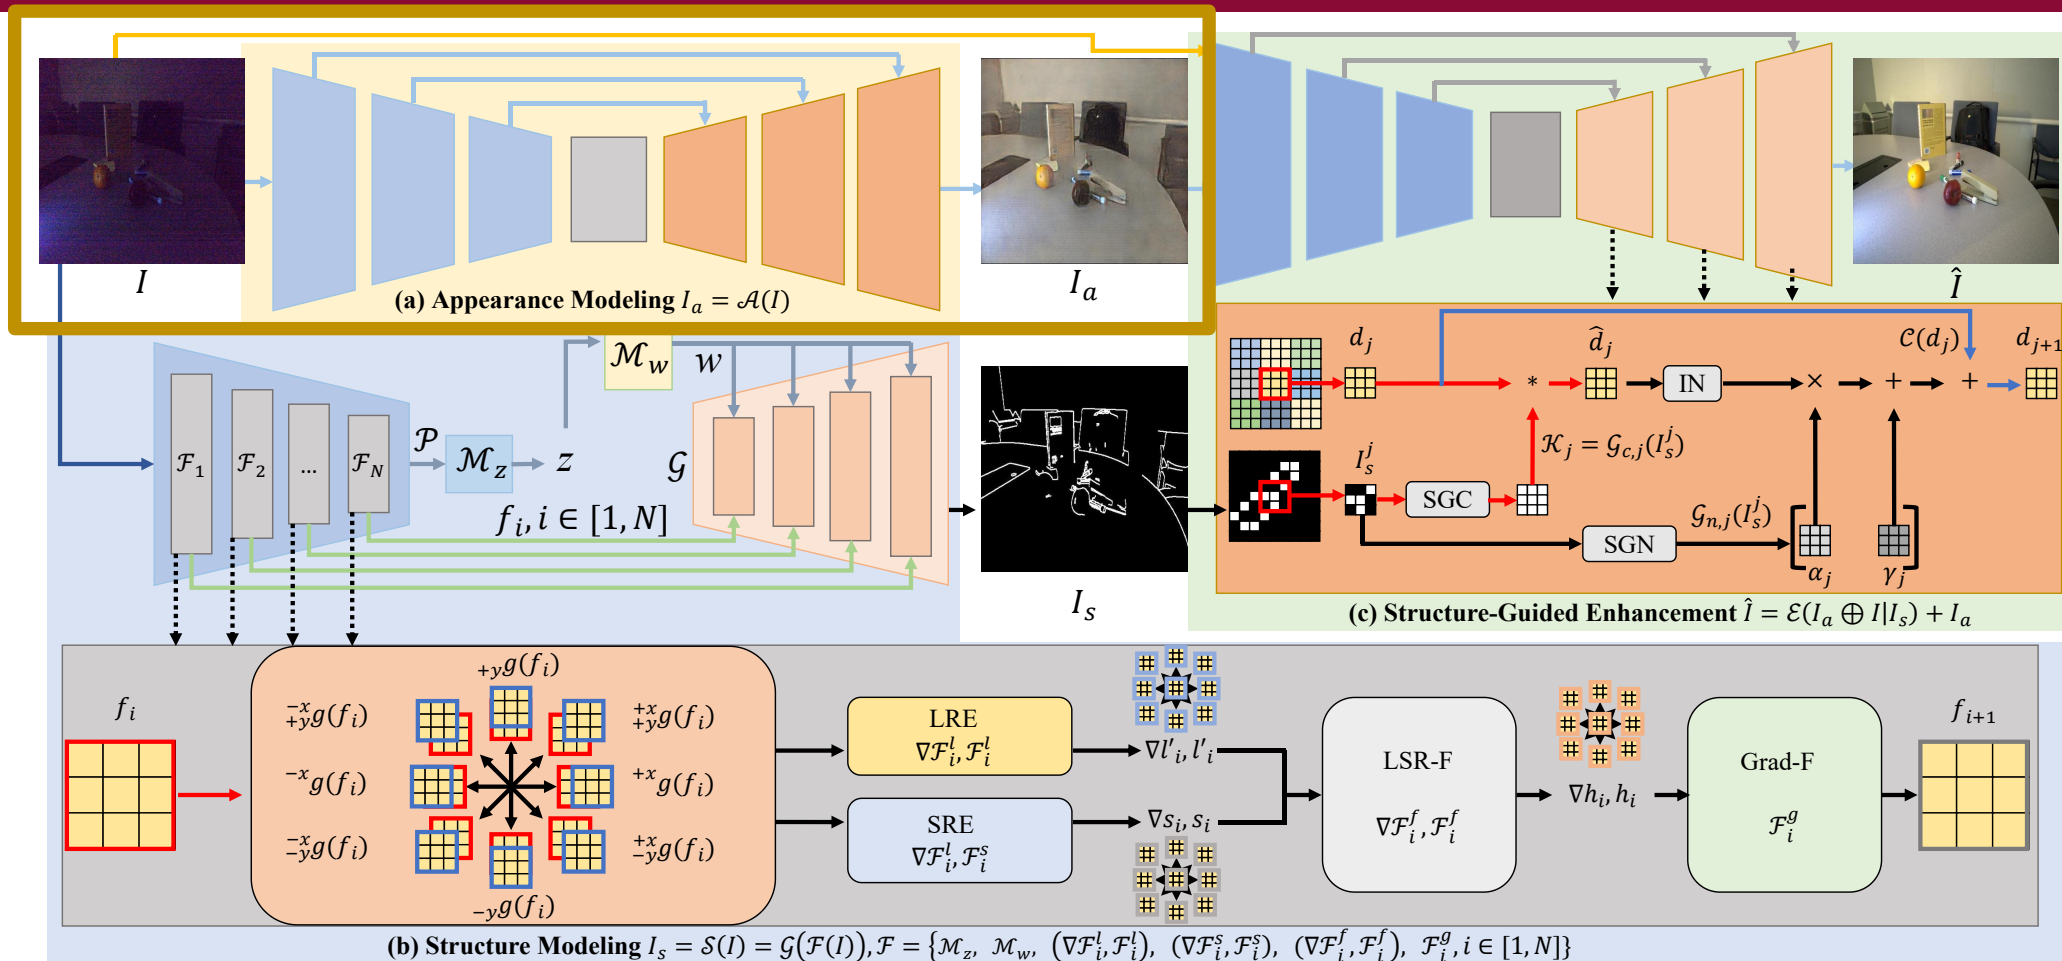 I
(a) Appearance Modeling I_a = 𝒜(I)
I_a
Î
ℳ_w
w
𝒫
ℱ_1
ℱ_2
...
ℱ_N
ℳ_z
z
𝒢
f_i, i ∈ [1, N]
I_s
d_j
d̂_j
𝒞(d_j)
d_{j+1}
*
IN
×
+
+
𝒦_j = 𝒢_{c,j}(I_s^j)
I_s^j
SGC
𝒢_{n,j}(I_s^j)
SGN
α_j
γ_j
(c) Structure-Guided Enhancement Î = ℰ(I_a ⊕ I|I_s) + I_a
f_i
+y g(f_i)
−x +y g(f_i)
+x +y g(f_i)
−x g(f_i)
+x g(f_i)
−x −y g(f_i)
+x −y g(f_i)
−y g(f_i)
LRE
∇ℱ_i^l, ℱ_i^l
SRE
∇ℱ_i^l, ℱ_i^s
∇l'_i, l'_i
∇s_i, s_i
LSR-F
∇ℱ_i^f, ℱ_i^f
∇h_i, h_i
Grad-F
ℱ_i^g
f_{i+1}
(b) Structure Modeling I_s = 𝒮(I) = 𝒢(ℱ(I)), ℱ = {ℳ_z, ℳ_w, (∇ℱ_i^l, ℱ_i^l), (∇ℱ_i^s, ℱ_i^s), (∇ℱ_i^f, ℱ_i^f), ℱ_i^g, i ∈ [1, N]}